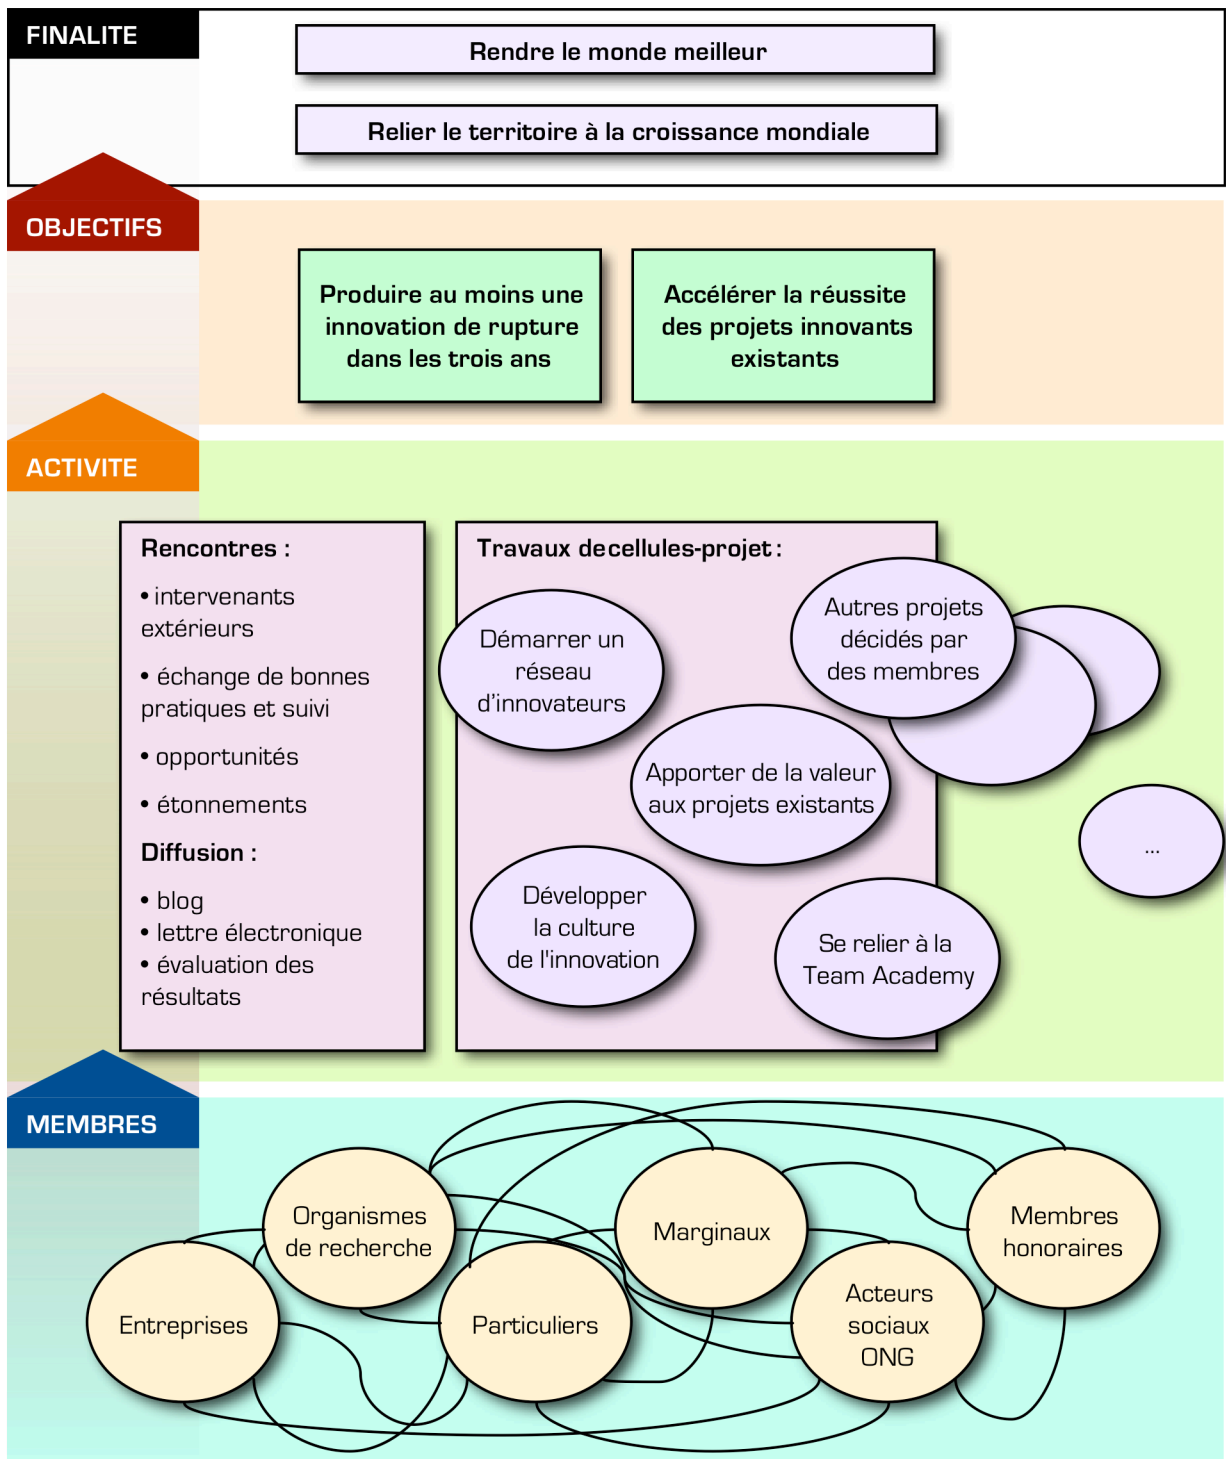 FINALITE
Rendre le monde meilleur
Relier le territoire à la croissance mondiale
OBJECTIFS
Produire au moins une
innovation de rupture
dans les trois ans
Accélérer la réussite
des projets innovants
existants
ACTIVITE
Rencontres :
• intervenants
extérieurs
• échange de bonnes
pratiques et suivi
• opportunités
• étonnements
Diffusion :
• blog
• lettre électronique
• évaluation des
résultats
Travaux de cellules-projet :
Démarrer un
réseau
d'innovateurs
Autres projets
décidés par
des membres
Apporter de la valeur
aux projets existants
...
Développer
la culture
de l'innovation
Se relier à la
Team Academy
MEMBRES
Organismes
de recherche
Marginaux
Membres
honoraires
Entreprises
Particuliers
Acteurs
sociaux
ONG